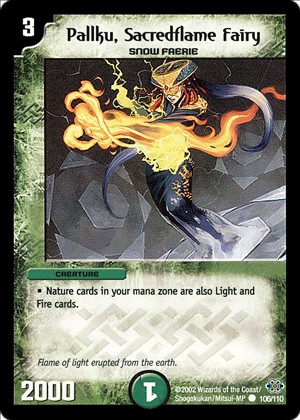 3
Pallku, Sacredflame Fairy
SNOW FAERIE
CREATURE
▪ Nature cards in your mana zone are also Light and
Fire cards.
Flame of light erupted from the earth.
2000
1
©2002 Wizards of the Coast/
Shogakukan/Mitsui-MP
106/110